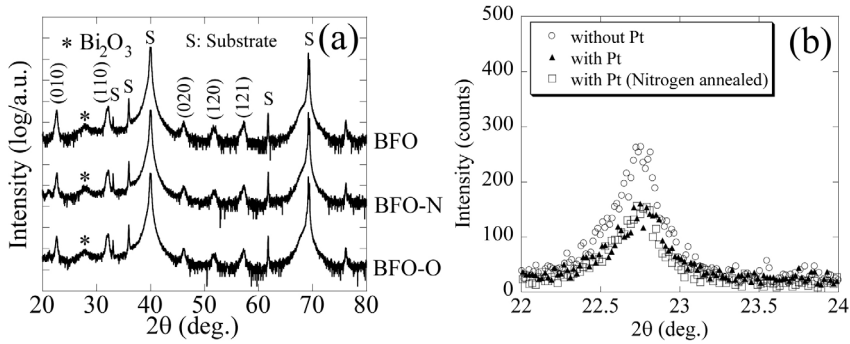 (a)
* Bi2O3
S: Substrate
S
S
(010)
(110)
S
S
(020)
(120)
(121)
S
*
BFO
*
BFO-N
*
BFO-O
Intensity (log/a.u.)
20 30 40 50 60 70 80
2θ (deg.)
(b)
without Pt
with Pt
with Pt (Nitrogen annealed)
Intensity (counts)
500
400
300
200
100
0
22 22.5 23 23.5 24
2θ (deg.)